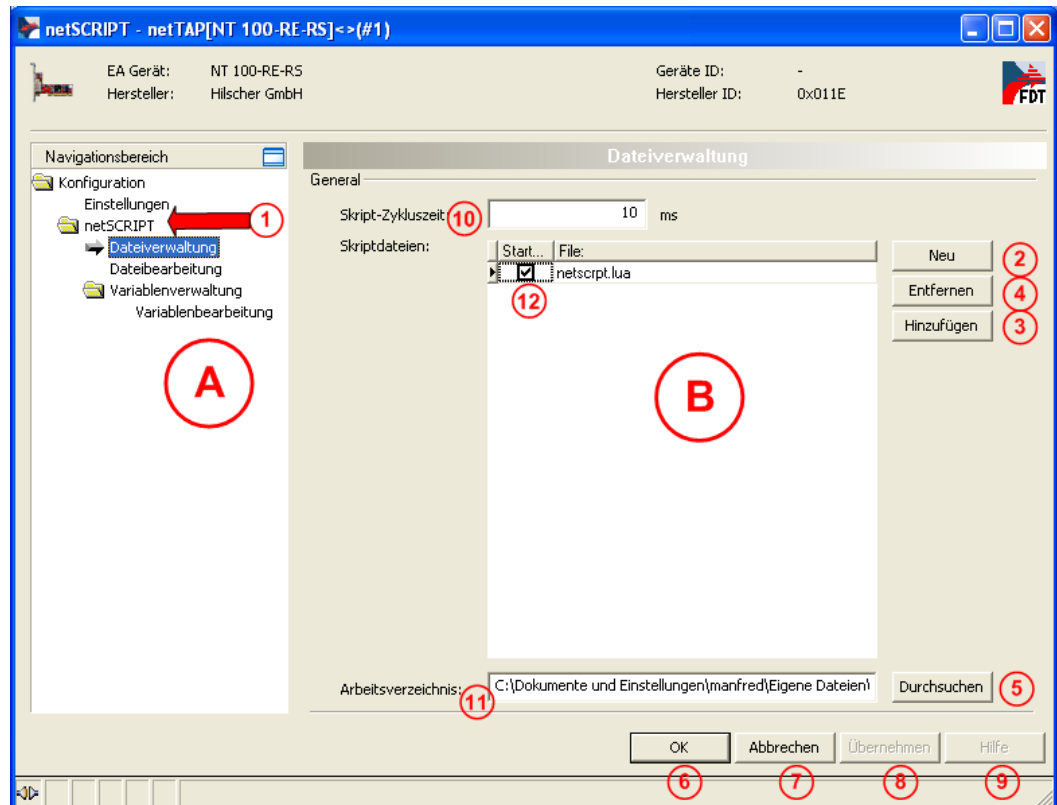 netSCRIPT - netTAP[NT 100-RE-RS]<>(#1)
EA Gerät: NT 100-RE-RS Geräte ID: -
Hersteller: Hilscher GmbH Hersteller ID: 0x011E
FDT
Navigationsbereich
Konfiguration
Einstellungen
netSCRIPT
1
Dateiverwaltung
Dateibearbeitung
Variablenverwaltung
Variablenbearbeitung
A
Dateiverwaltung
General
Skript-Zykluszeit: 10 10 ms
Skriptdateien:
Start... File:
netscrpt.lua
12
B
Neu 2
Entfernen 4
Hinzufügen 3
Arbeitsverzeichnis: 11 C:\Dokumente und Einstellungen\manfred\Eigene Dateien\ Durchsuchen 5
OK Abbrechen Übernehmen Hilfe
6 7 8 9